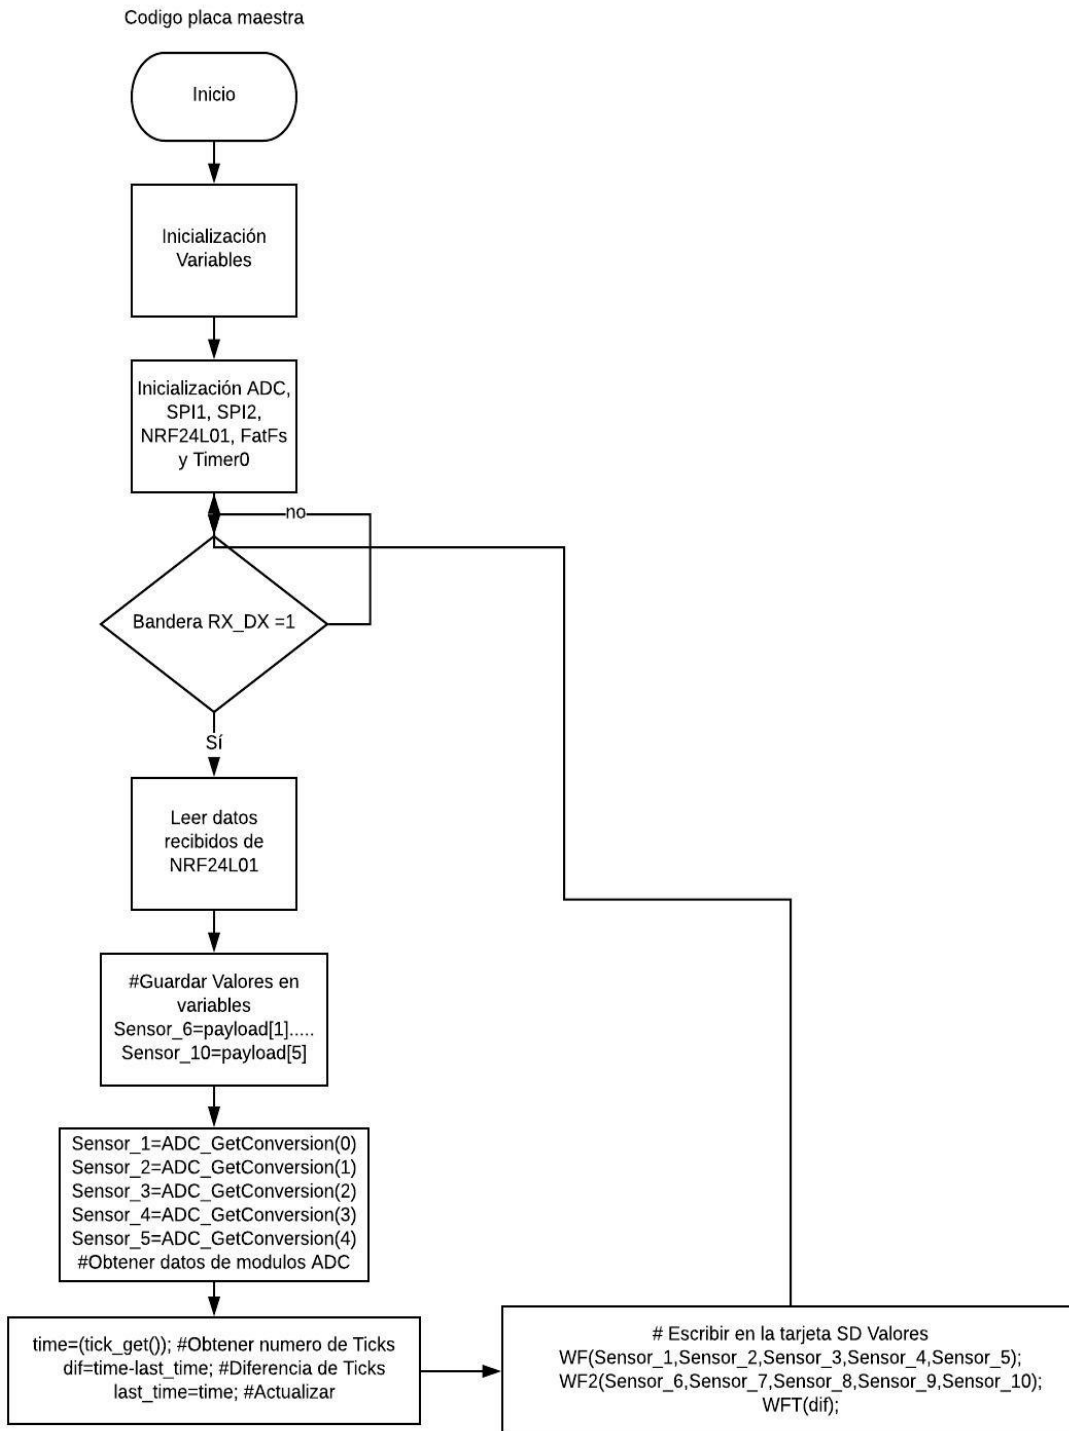 Codigo placa maestra
Inicio
Inicialización
Variables
Inicialización ADC,
SPI1, SPI2,
NRF24L01, FatFs
y Timer0
no
Bandera RX_DX =1
Sí
Leer datos
recibidos de
NRF24L01
#Guardar Valores en
variables
Sensor_6=payload[1].....
Sensor_10=payload[5]
Sensor_1=ADC_GetConversion(0)
Sensor_2=ADC_GetConversion(1)
Sensor_3=ADC_GetConversion(2)
Sensor_4=ADC_GetConversion(3)
Sensor_5=ADC_GetConversion(4)
#Obtener datos de modulos ADC
time=(tick_get()); #Obtener numero de Ticks
dif=time-last_time; #Diferencia de Ticks
last_time=time; #Actualizar
# Escribir en la tarjeta SD Valores
WF(Sensor_1,Sensor_2,Sensor_3,Sensor_4,Sensor_5);
WF2(Sensor_6,Sensor_7,Sensor_8,Sensor_9,Sensor_10);
WFT(dif);